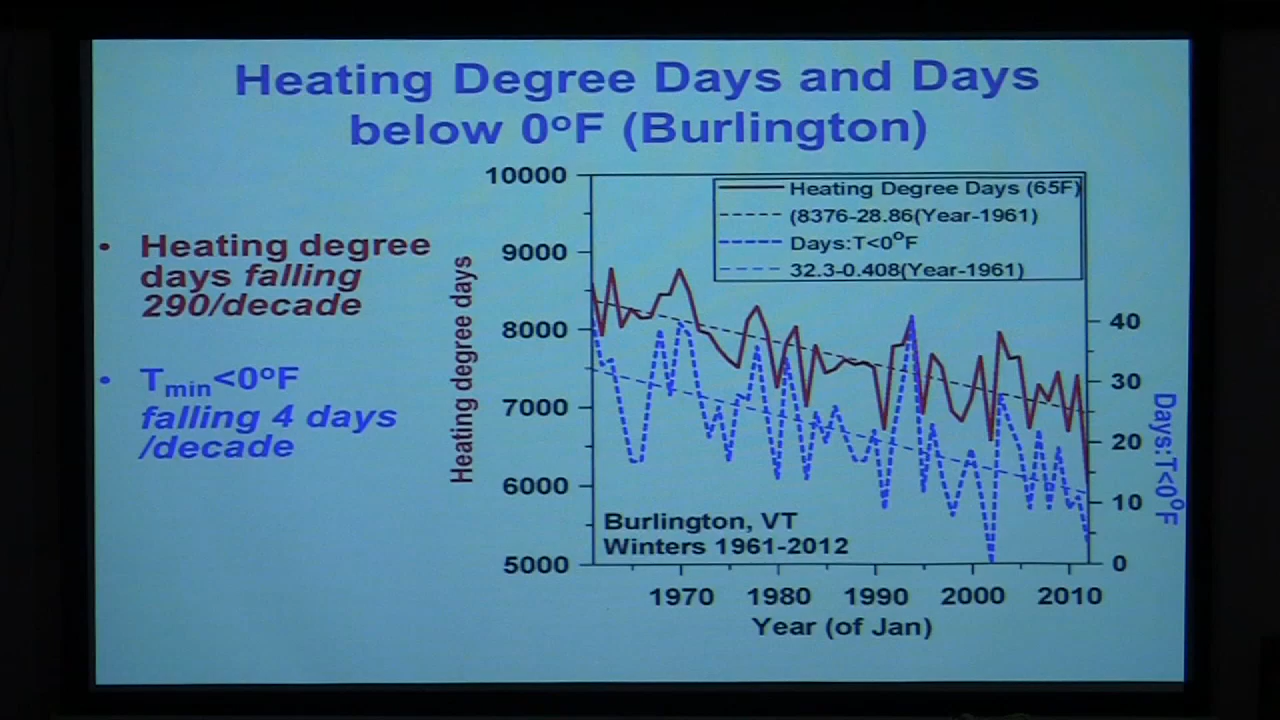 Heating Degree Days and Days
below 0°F (Burlington)
• Heating degree
days falling
290/decade
• Tmin<0°F
falling 4 days
/decade
Heating degree days
10000
9000
8000
7000
6000
5000
Heating Degree Days (65F)
(8376-28.86(Year-1961)
Days:T<0°F
32.3-0.408(Year-1961)
Burlington, VT
Winters 1961-2012
40
30
20
10
0
Days:T<0°F
1970 1980 1990 2000 2010
Year (of Jan)